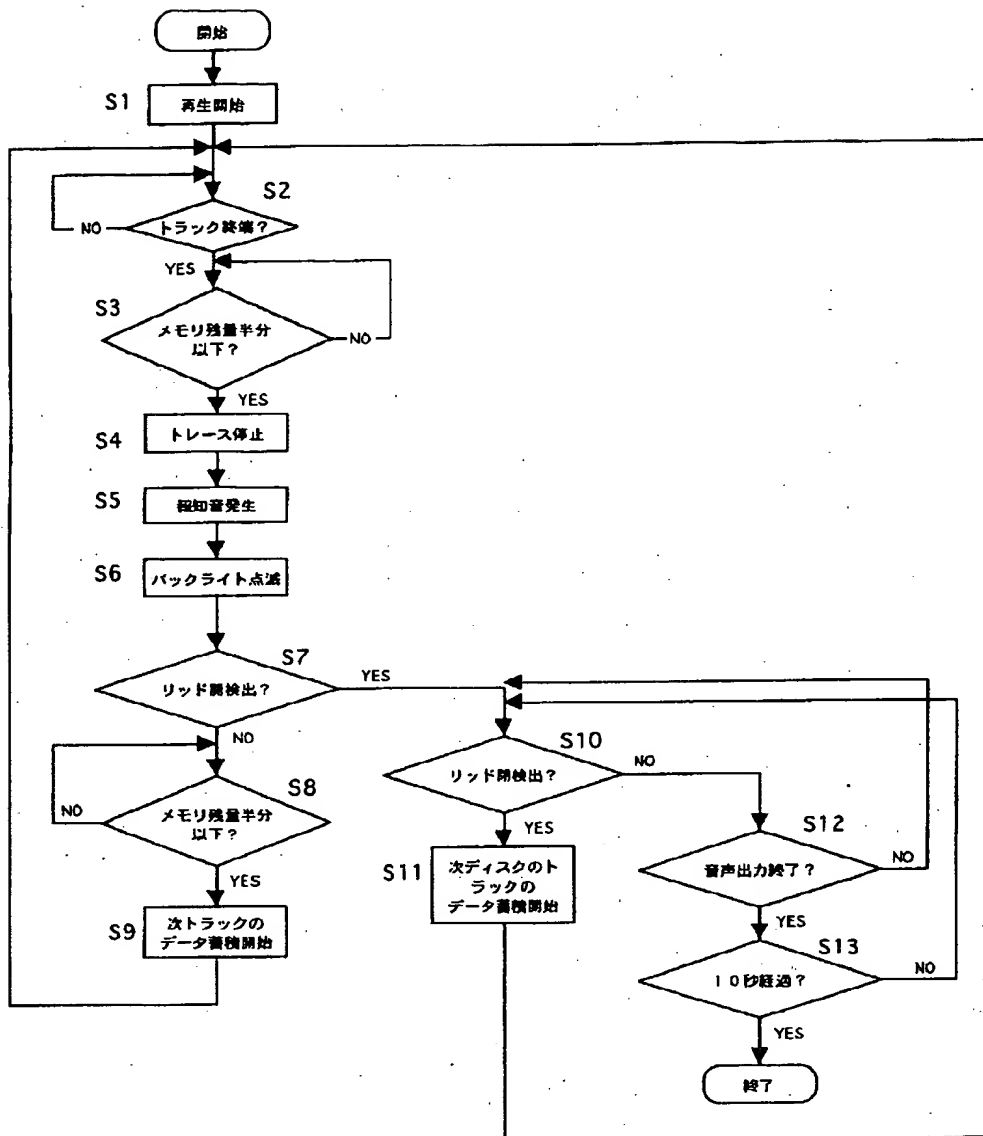 開始
S1
再生開始
S2
トラック終端?
NO
YES
S3
メモリ残量半分
以下?
NO
YES
S4
トレース停止
S5
報知音発生
S6
バックライト点滅
S7
リッド開検出?
YES
NO
S8
メモリ残量半分
以下?
NO
YES
S9
次トラックの
データ蓄積開始
S10
リッド閉検出?
NO
YES
S11
次ディスクのト
ラックの
データ蓄積開始
S12
音声出力終了?
NO
YES
S13
10秒経過?
NO
YES
終了